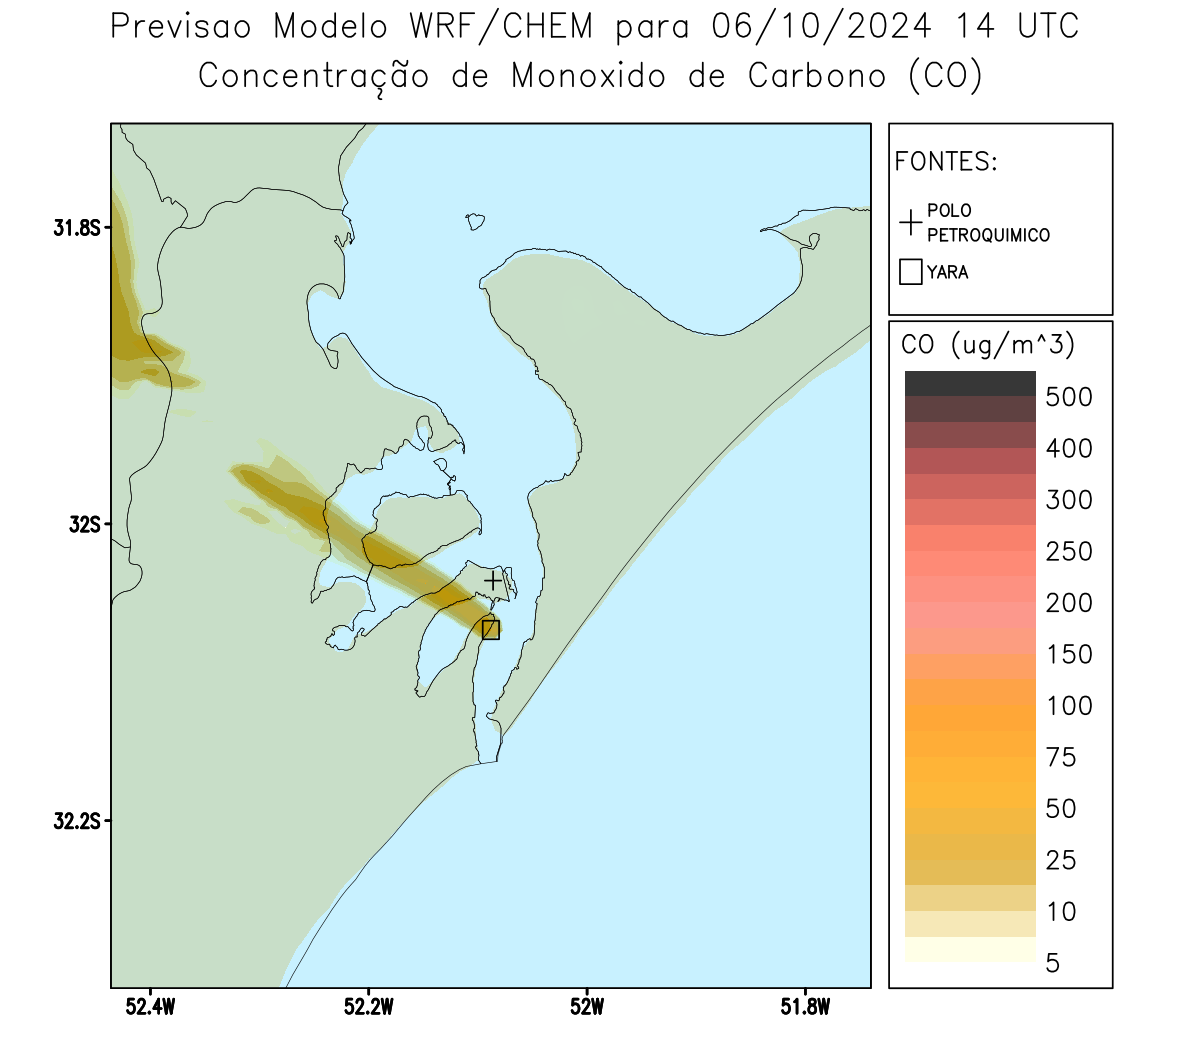 Previsao Modelo WRF/CHEM para 06/10/2024 14 UTC
Concentração de Monoxido de Carbono (CO)
FONTES:
POLO
PETROQUIMICO
YARA
31.8S
32S
32.2S
52.4W
52.2W
52W
51.8W
CO (ug/m^3)
500
400
300
250
200
150
100
75
50
25
10
5